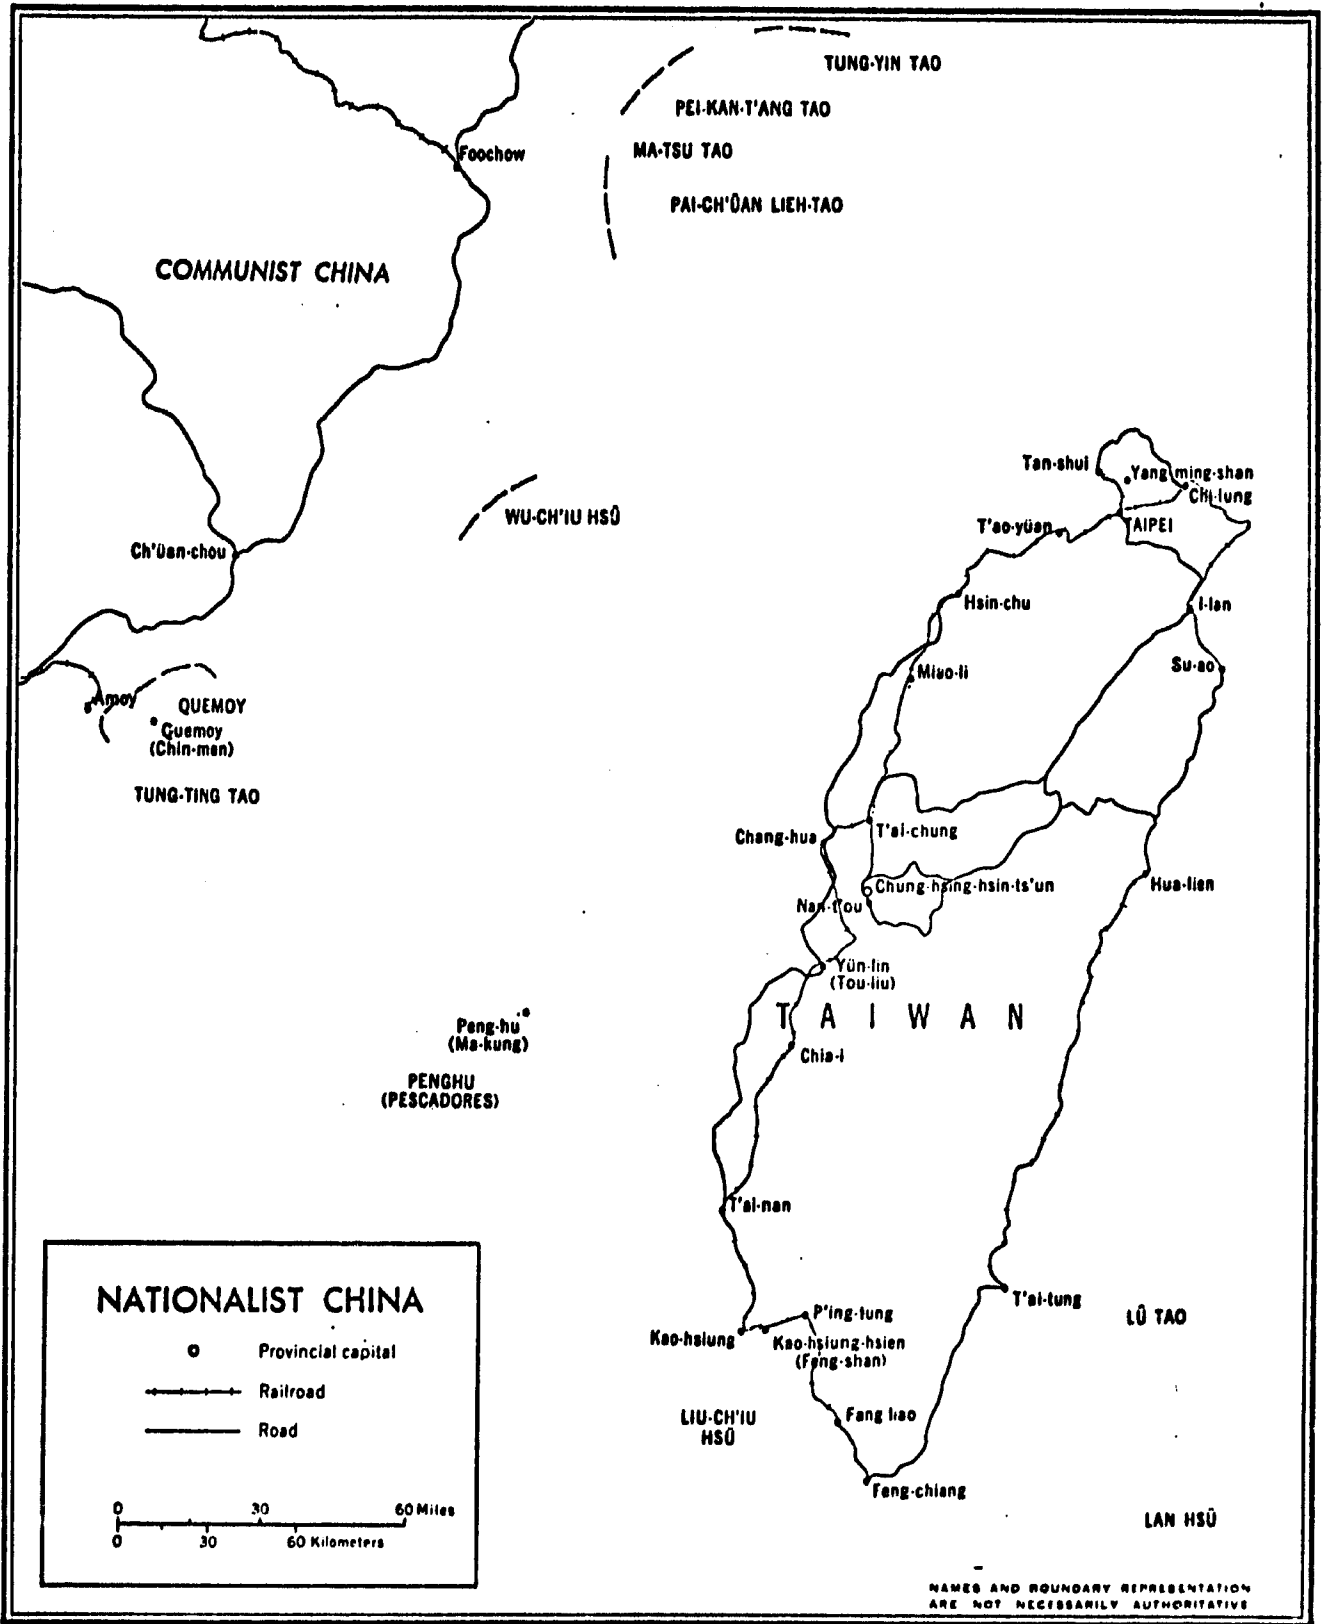 TUNG-YIN TAO
PEI-KAN-T'ANG TAO
MA-TSU TAO
Foochow
PAI-CH'ÜAN LIEH-TAO
COMMUNIST CHINA
Tan-shui
Yang ming-shan
Chi-lung
WU-CH'IU HSÜ
T'ao-yüan
TAIPEI
Ch'üan-chou
Hsin-chu
I-lan
Su-ao
Miao-li
Amoy
QUEMOY
Quemoy
(Chin-men)
TUNG-TING TAO
Chang-hua
T'ai-chung
Chung-hsing-hsin-ts'un
Hua-lien
Nan-t'ou
Yün-lin
(Tou-liu)
TAIWAN
Peng-hu
(Ma-kung)
Chia-i
PENGHU
(PESCADORES)
T'ai-nan
T'ai-tung
LÜ TAO
P'ing-tung
Kao-hsiung
Kao-hsiung-hsien
(Feng-shan)
LIU-CH'IU
HSÜ
Fang liao
Feng-chiang
LAN HSÜ
NATIONALIST CHINA
Provincial capital
Railroad
Road
0 30 60 Miles
0 30 60 Kilometers
NAMES AND BOUNDARY REPRESENTATION
ARE NOT NECESSARILY AUTHORITATIVE